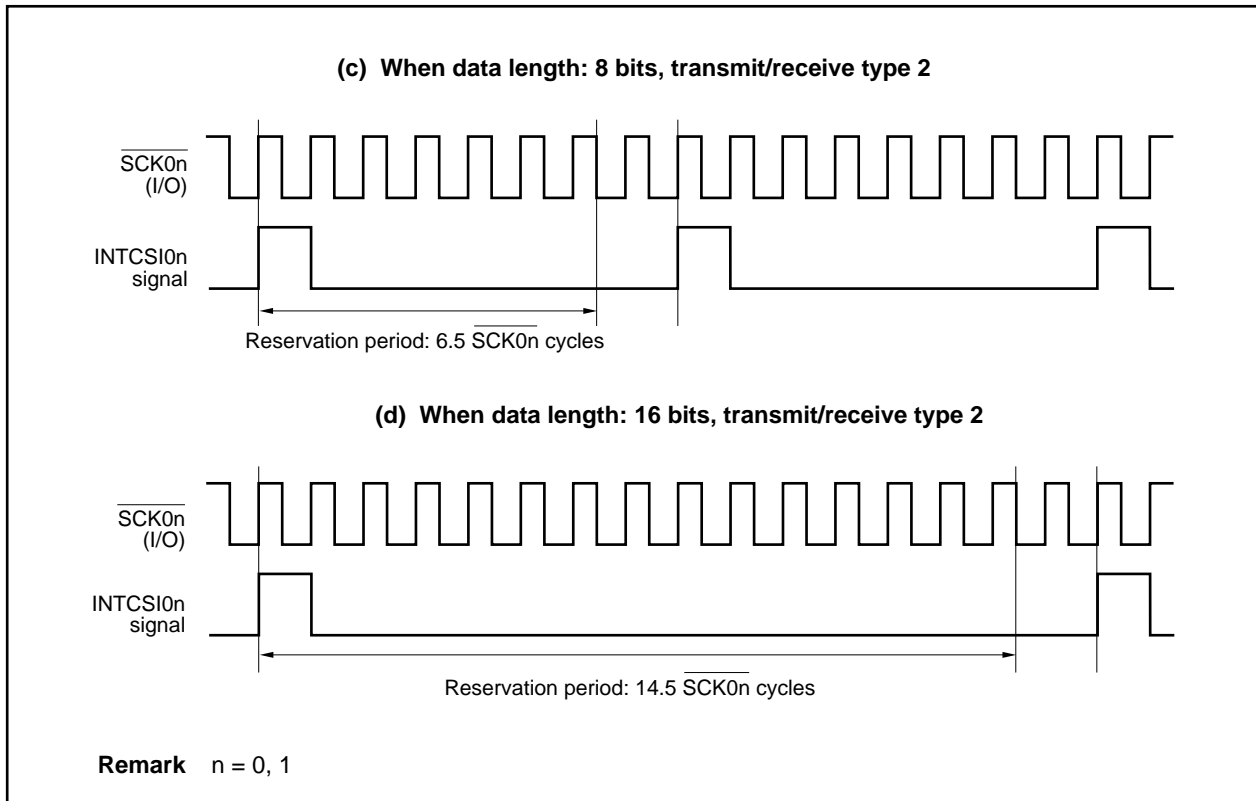 (c) When data length: 8 bits, transmit/receive type 2
SCK0n
(I/O)
INTCSI0n
signal
Reservation period: 6.5 SCK0n cycles
(d) When data length: 16 bits, transmit/receive type 2
SCK0n
(I/O)
INTCSI0n
signal
Reservation period: 14.5 SCK0n cycles
Remark n = 0, 1